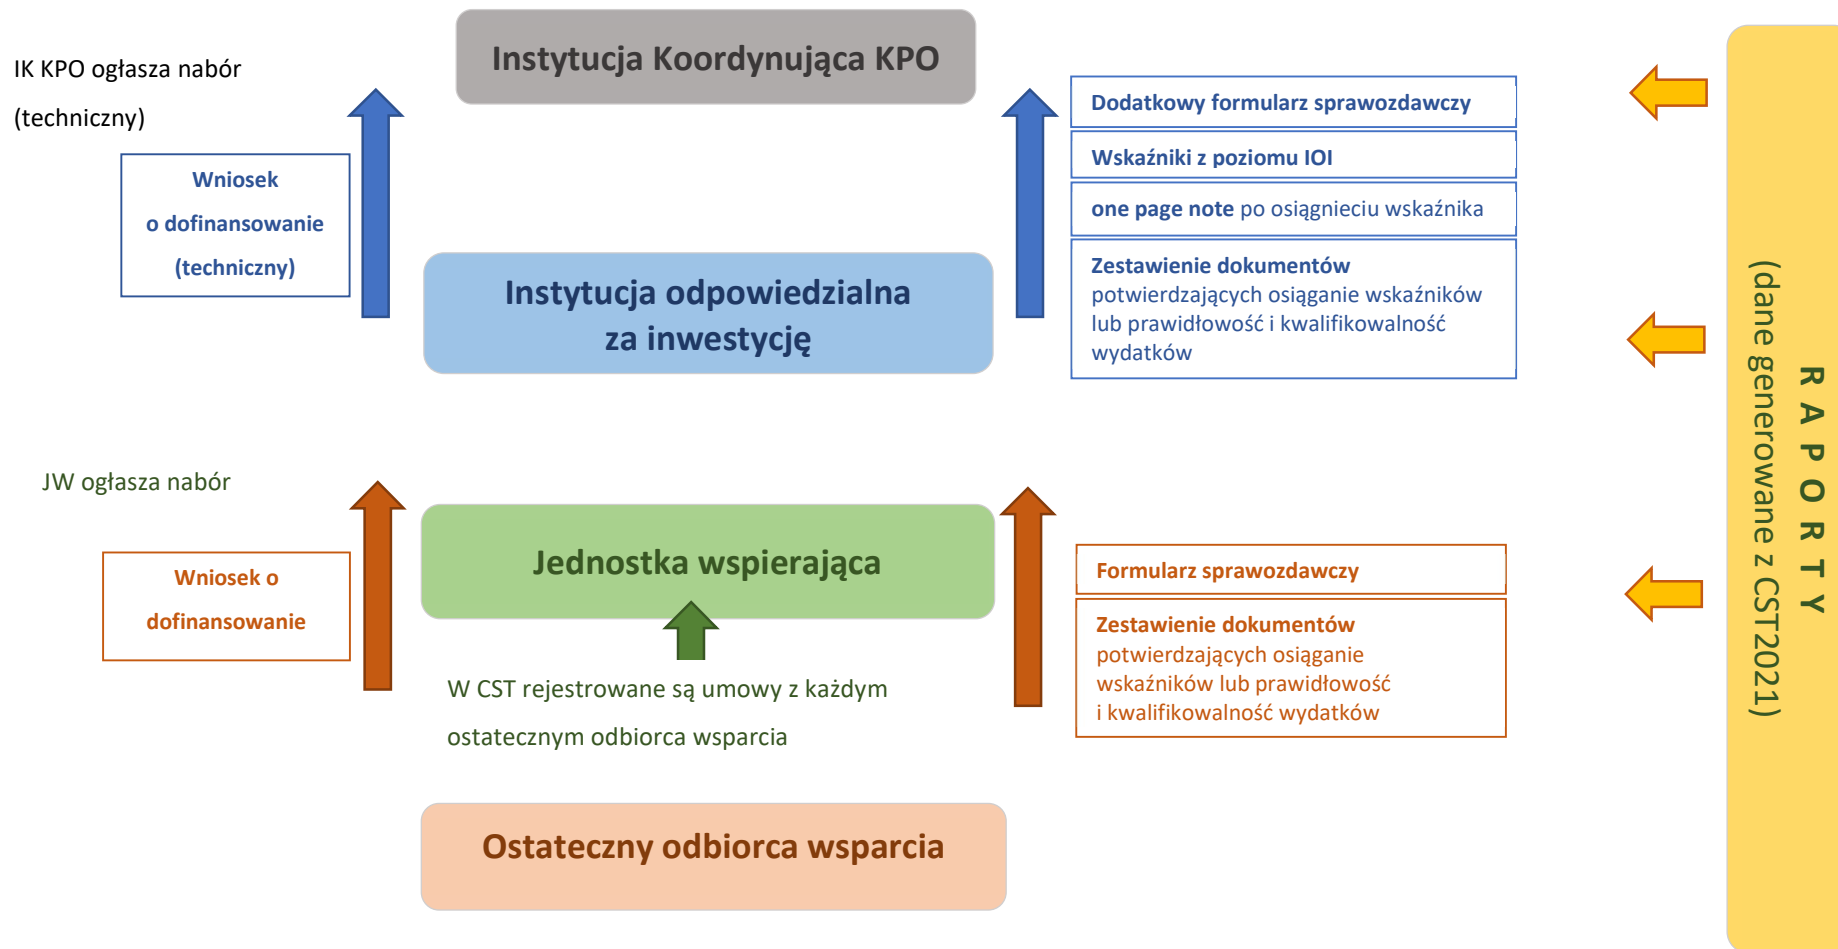 Instytucja Koordynująca KPO
IK KPO ogłasza nabór
(techniczny)
Wniosek
o dofinansowanie
(techniczny)
Dodatkowy formularz sprawozdawczy
Wskaźniki z poziomu IOI
one page note po osiągnieciu wskaźnika
Zestawienie dokumentów
potwierdzających osiąganie wskaźników
lub prawidłowość i kwalifikowalność
wydatków
Instytucja odpowiedzialna
za inwestycję
JW ogłasza nabór
Wniosek o
dofinansowanie
Jednostka wspierająca
Formularz sprawozdawczy
Zestawienie dokumentów
potwierdzających osiąganie
wskaźników lub prawidłowość
i kwalifikowalność wydatków
W CST rejestrowane są umowy z każdym
ostatecznym odbiorca wsparcia
Ostateczny odbiorca wsparcia
R A P O R T Y
(dane generowane z CST2021)